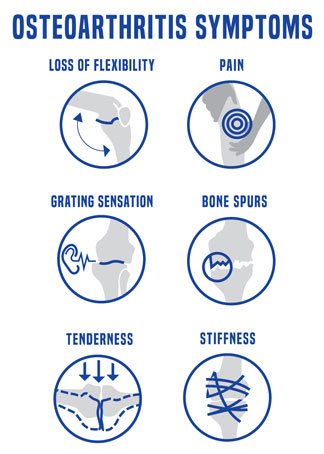 OSTEOARTHRITIS SYMPTOMS
LOSS OF FLEXIBILITY
PAIN
GRATING SENSATION
BONE SPURS
TENDERNESS
STIFFNESS